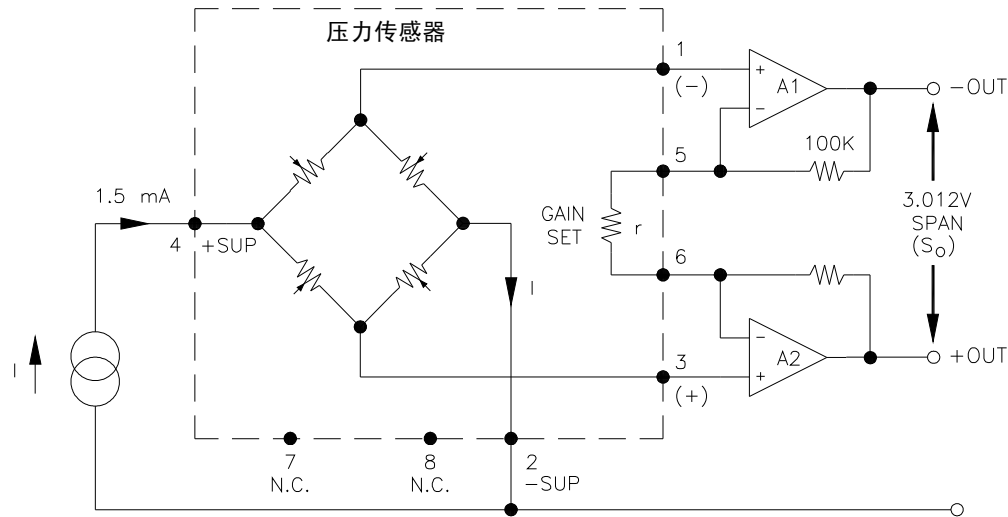 压力传感器
1
(-)
+
A1
-
-OUT
100K
5
1.5 mA
GAIN
SET
r
3.012V
SPAN
(So)
4
+SUP
6
I
I
-
A2
+
+OUT
3
(+)
7
N.C.
8
N.C.
2
-SUP